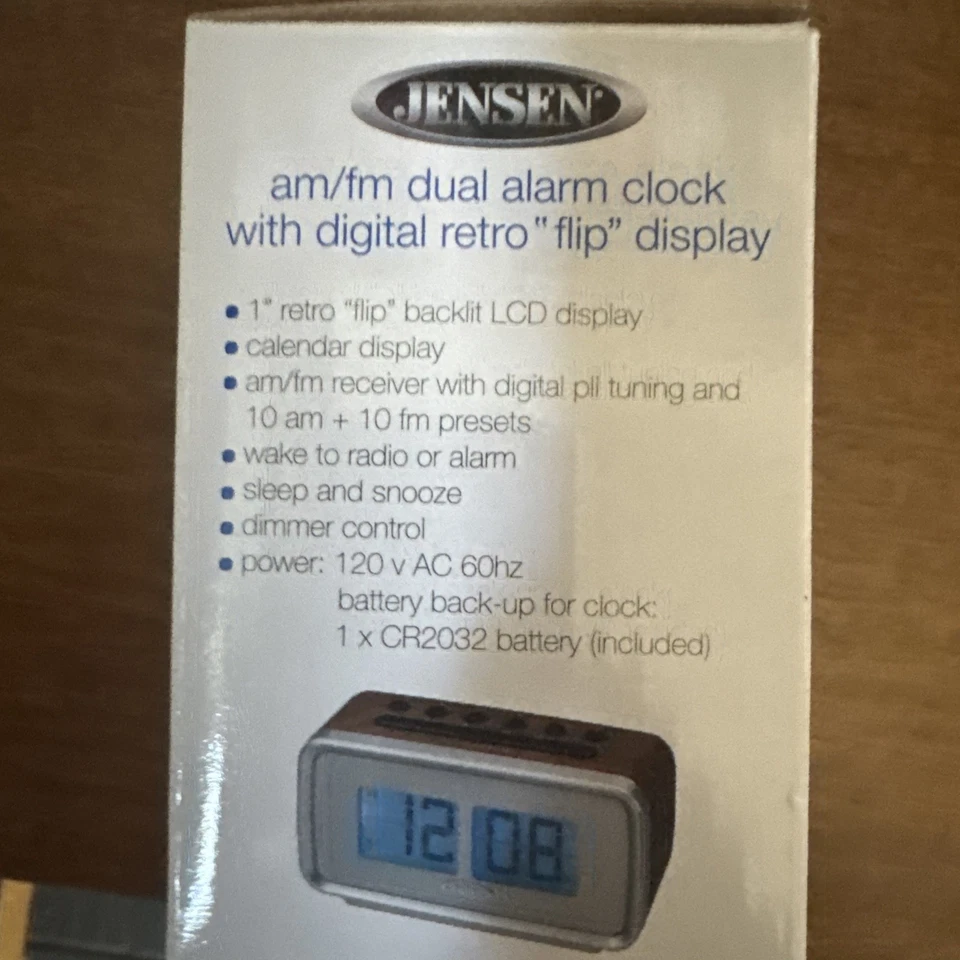 JENSEN®
am/fm dual alarm clock
with digital retro "flip" display
• 1" retro "flip" backlit LCD display
• calendar display
• am/fm receiver with digital pll tuning and
10 am + 10 fm presets
• wake to radio or alarm
• sleep and snooze
• dimmer control
• power: 120 v AC 60hz
battery back-up for clock:
1 x CR2032 battery (included)
12 08